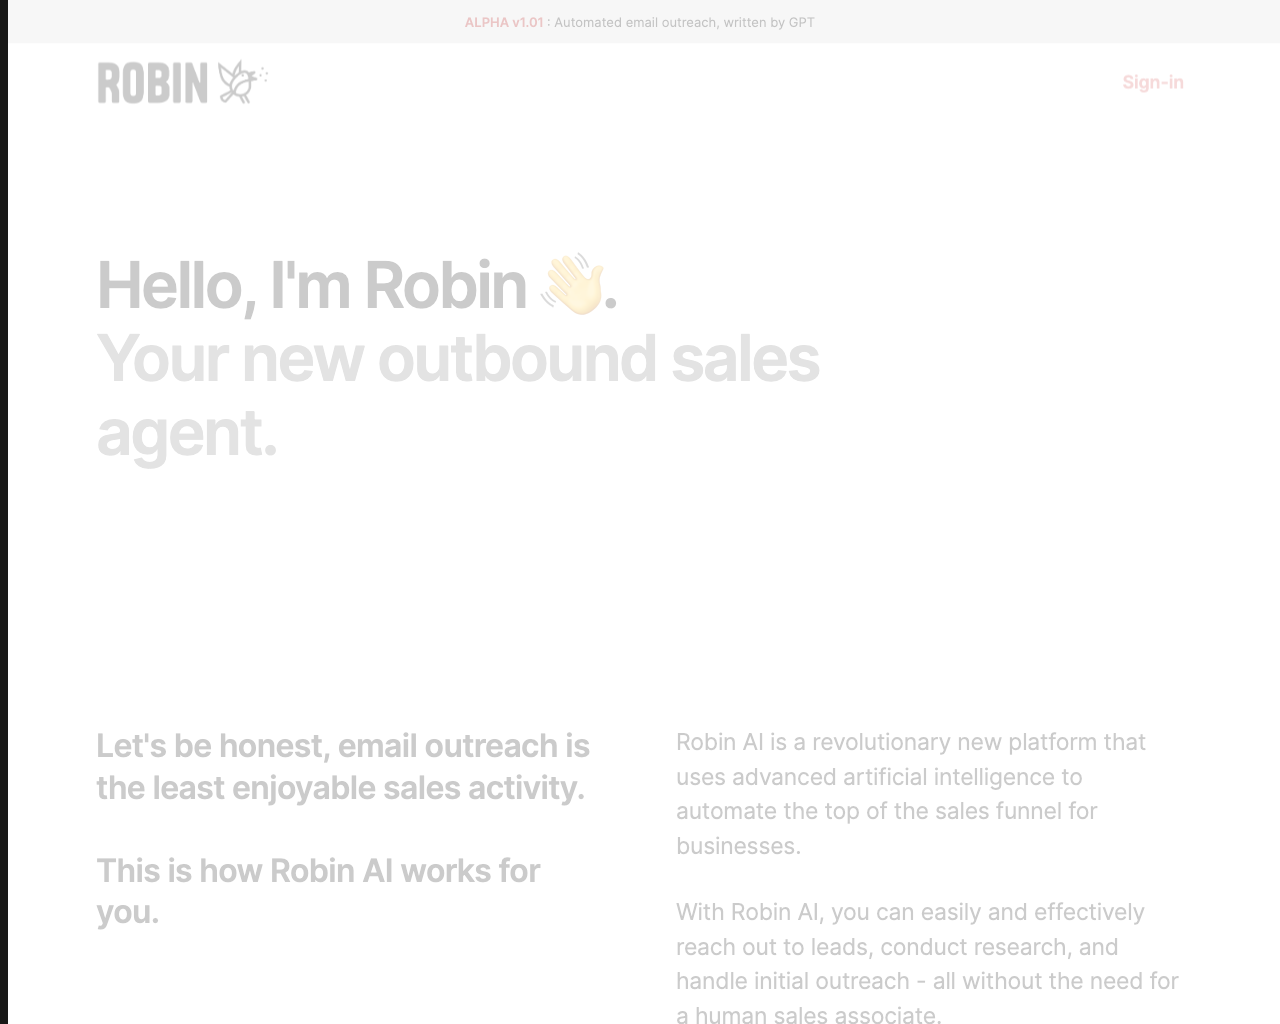 ALPHA v1.01 : Automated email outreach, written by GPT
ROBIN
Sign-in
Hello, I'm Robin 👋.
Your new outbound sales
agent.
Let's be honest, email outreach is
the least enjoyable sales activity.
This is how Robin AI works for
you.
Robin AI is a revolutionary new platform that
uses advanced artificial intelligence to
automate the top of the sales funnel for
businesses.
With Robin AI, you can easily and effectively
reach out to leads, conduct research, and
handle initial outreach - all without the need for
a human sales associate.